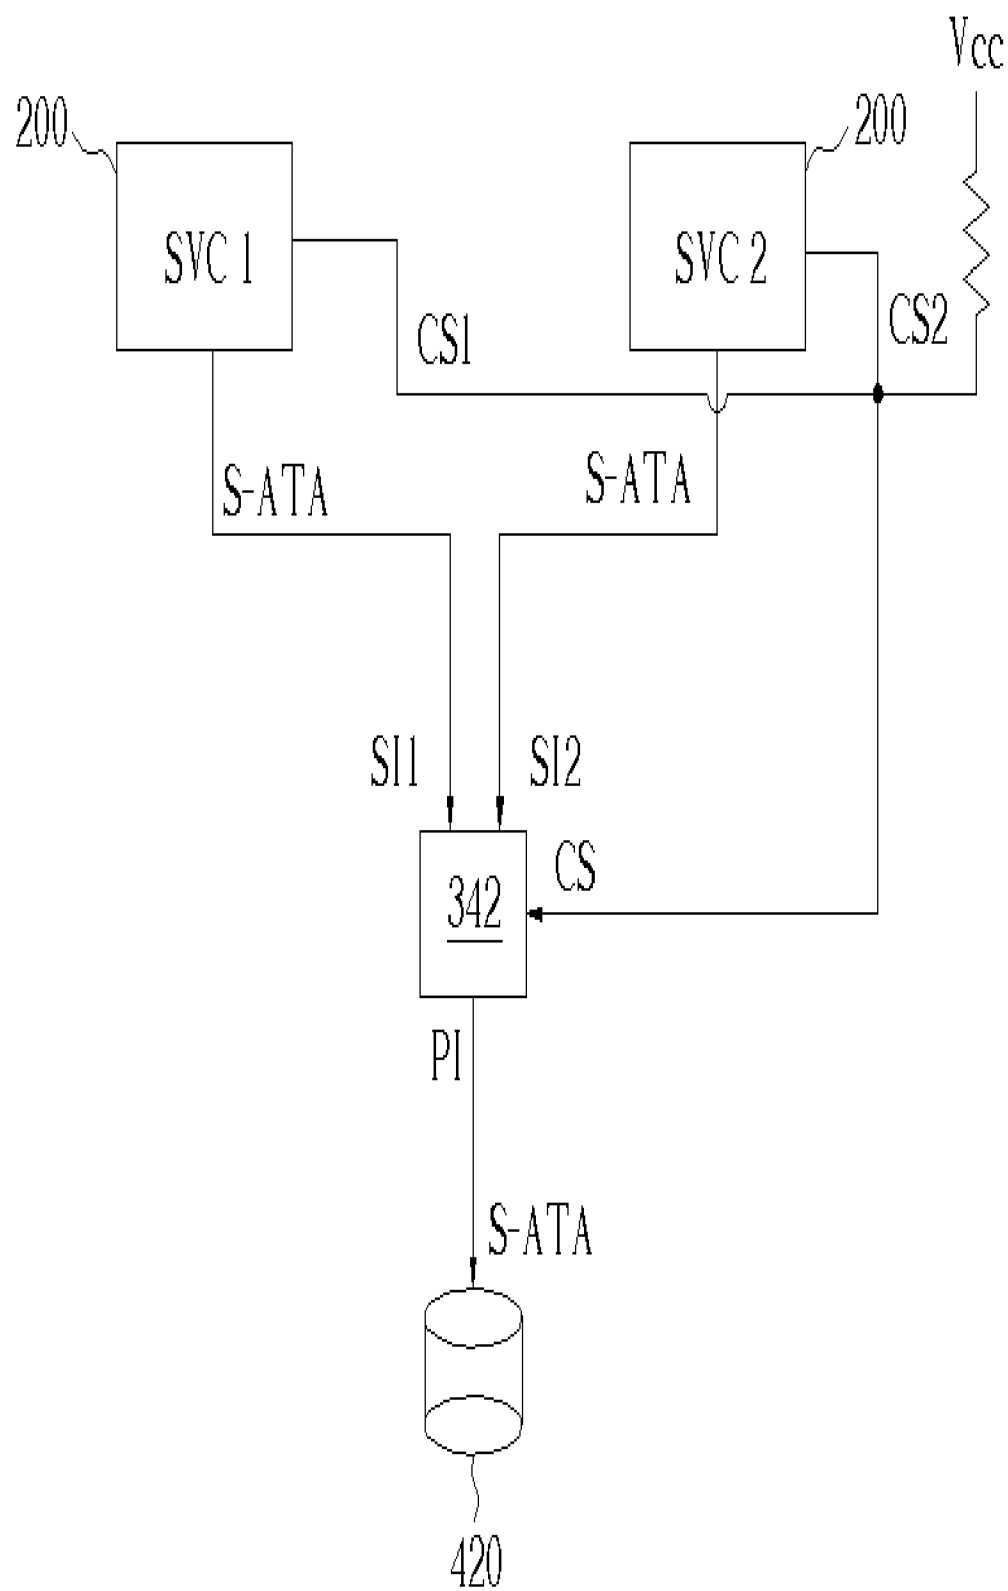 Vcc
200
200
SVC 1
SVC 2
CS1
CS2
S-ATA
S-ATA
SI1
SI2
CS
342
PI
S-ATA
420